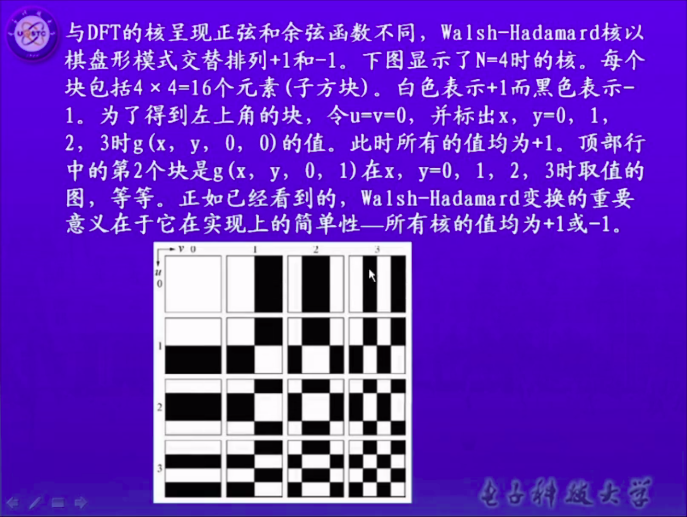 与DFT的核呈现正弦和余弦函数不同，Walsh-Hadamard核以
棋盘形模式交替排列+1和-1。下图显示了N=4时的核。每个
块包括4×4=16个元素(子方块)。白色表示+1而黑色表示-
1。为了得到左上角的块，令u=v=0，并标出x，y=0，1，
2，3时g(x，y，0，0)的值。此时所有的值均为+1。顶部行
中的第2个块是g(x，y，0，1)在x，y=0，1，2，3时取值的
图，等等。正如已经看到的，Walsh-Hadamard变换的重要
意义在于它在实现上的简单性—所有核的值均为+1或-1。
v 0 1 2 3
u
0
1
2
3
电子科技大学